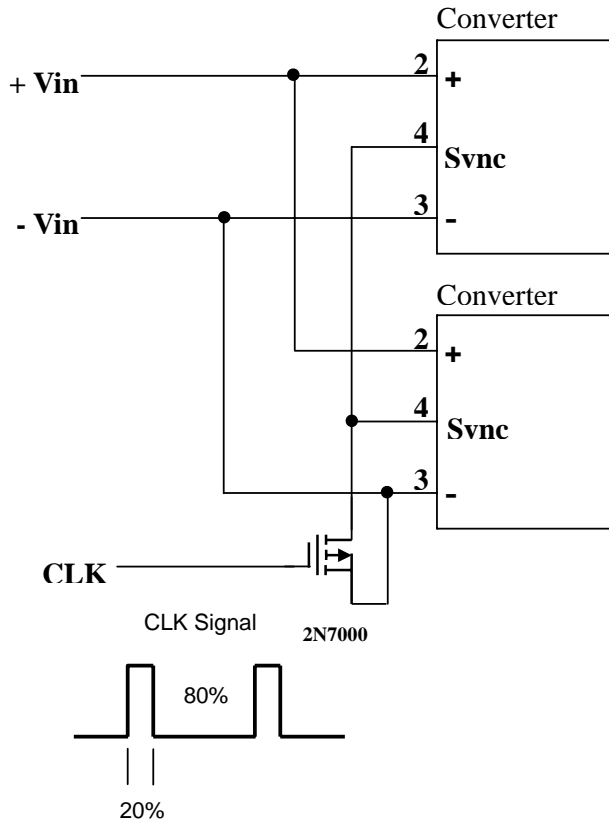 Converter
2
+ Vin
+
4
Svnc
3
- Vin
-
Converter
2
+
4
Svnc
3
-
CLK
CLK Signal
2N7000
80%
20%